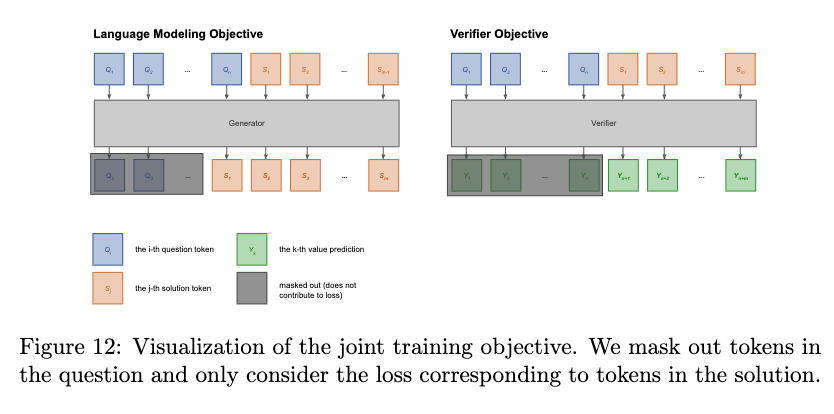 Language Modeling Objective
Verifier Objective
Q1 Q2 ... Qn S1 S2 ... Sm-1
Q1 Q2 ... Qn S1 S2 ... Sm
Generator
Verifier
Q2 Q3 ... S1 S2 S3 ... Sm
Y1 Y2 ... Yn Yn+1 Yn+2 ... Yn+m
Qi the i-th question token
Yk the k-th value prediction
Sj the j-th solution token
masked out (does not
contribute to loss)
Figure 12: Visualization of the joint training objective. We mask out tokens in
the question and only consider the loss corresponding to tokens in the solution.